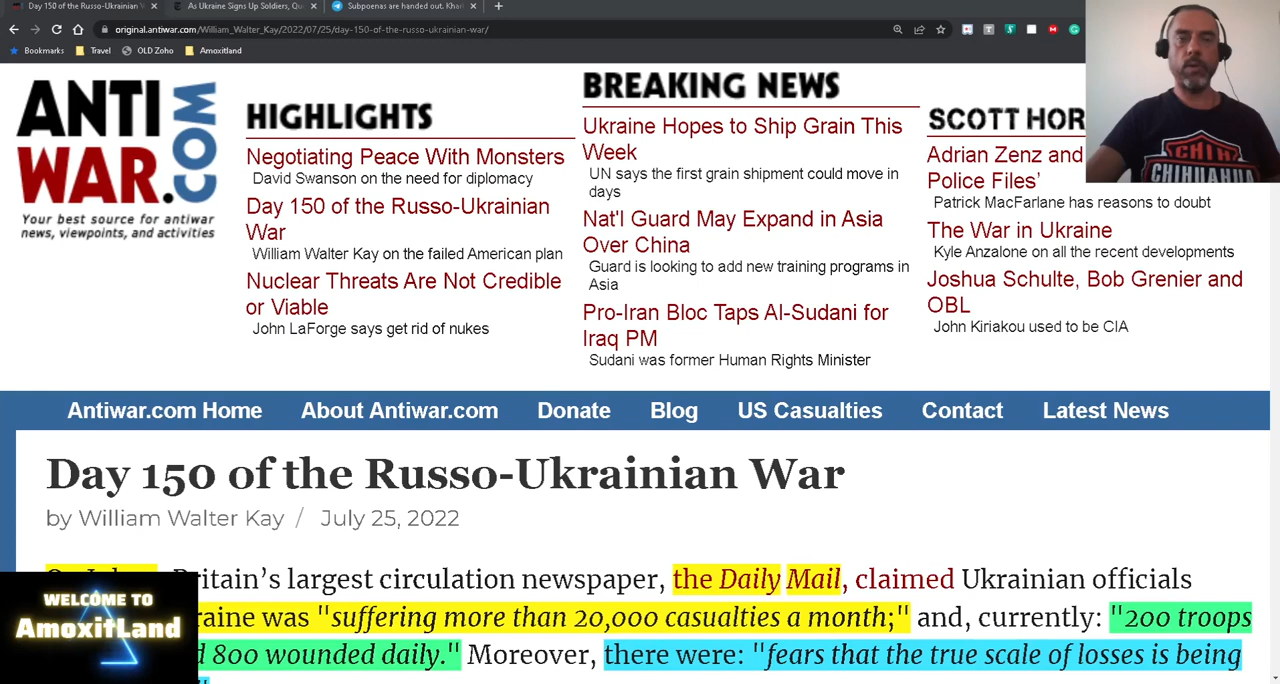 Day 150 of the Russo-Ukrainian W
As Ukraine Signs Up Soldiers, Qu
Subpoenas are handed out. Khar
original.antiwar.com/William_Walter_Kay/2022/07/25/day-150-of-the-russo-ukrainian-war/
Bookmarks
Travel
OLD Zoho
Amoxitland
ANTI
WAR.COM
Your best source for antiwar
news, viewpoints, and activities
HIGHLIGHTS
Negotiating Peace With Monsters
David Swanson on the need for diplomacy
Day 150 of the Russo-Ukrainian
War
William Walter Kay on the failed American plan
Nuclear Threats Are Not Credible
or Viable
John LaForge says get rid of nukes
BREAKING NEWS
Ukraine Hopes to Ship Grain This
Week
UN says the first grain shipment could move in
days
Nat'l Guard May Expand in Asia
Over China
Guard is looking to add new training programs in
Asia
Pro-Iran Bloc Taps Al-Sudani for
Iraq PM
Sudani was former Human Rights Minister
SCOTT HOR
Adrian Zenz and
Police Files’
Patrick MacFarlane has reasons to doubt
The War in Ukraine
Kyle Anzalone on all the recent developments
Joshua Schulte, Bob Grenier and
OBL
John Kiriakou used to be CIA
CHIH
CHIHUAHUA
Antiwar.com Home About Antiwar.com Donate Blog US Casualties Contact Latest News
Day 150 of the Russo-Ukrainian War
by William Walter Kay / July 25, 2022
Britain’s largest circulation newspaper, the Daily Mail, claimed Ukrainian officials
raine was "suffering more than 20,000 casualties a month;" and, currently: "200 troops
d 800 wounded daily." Moreover, there were: "fears that the true scale of losses is being
WELCOME TO
AmoxitLand